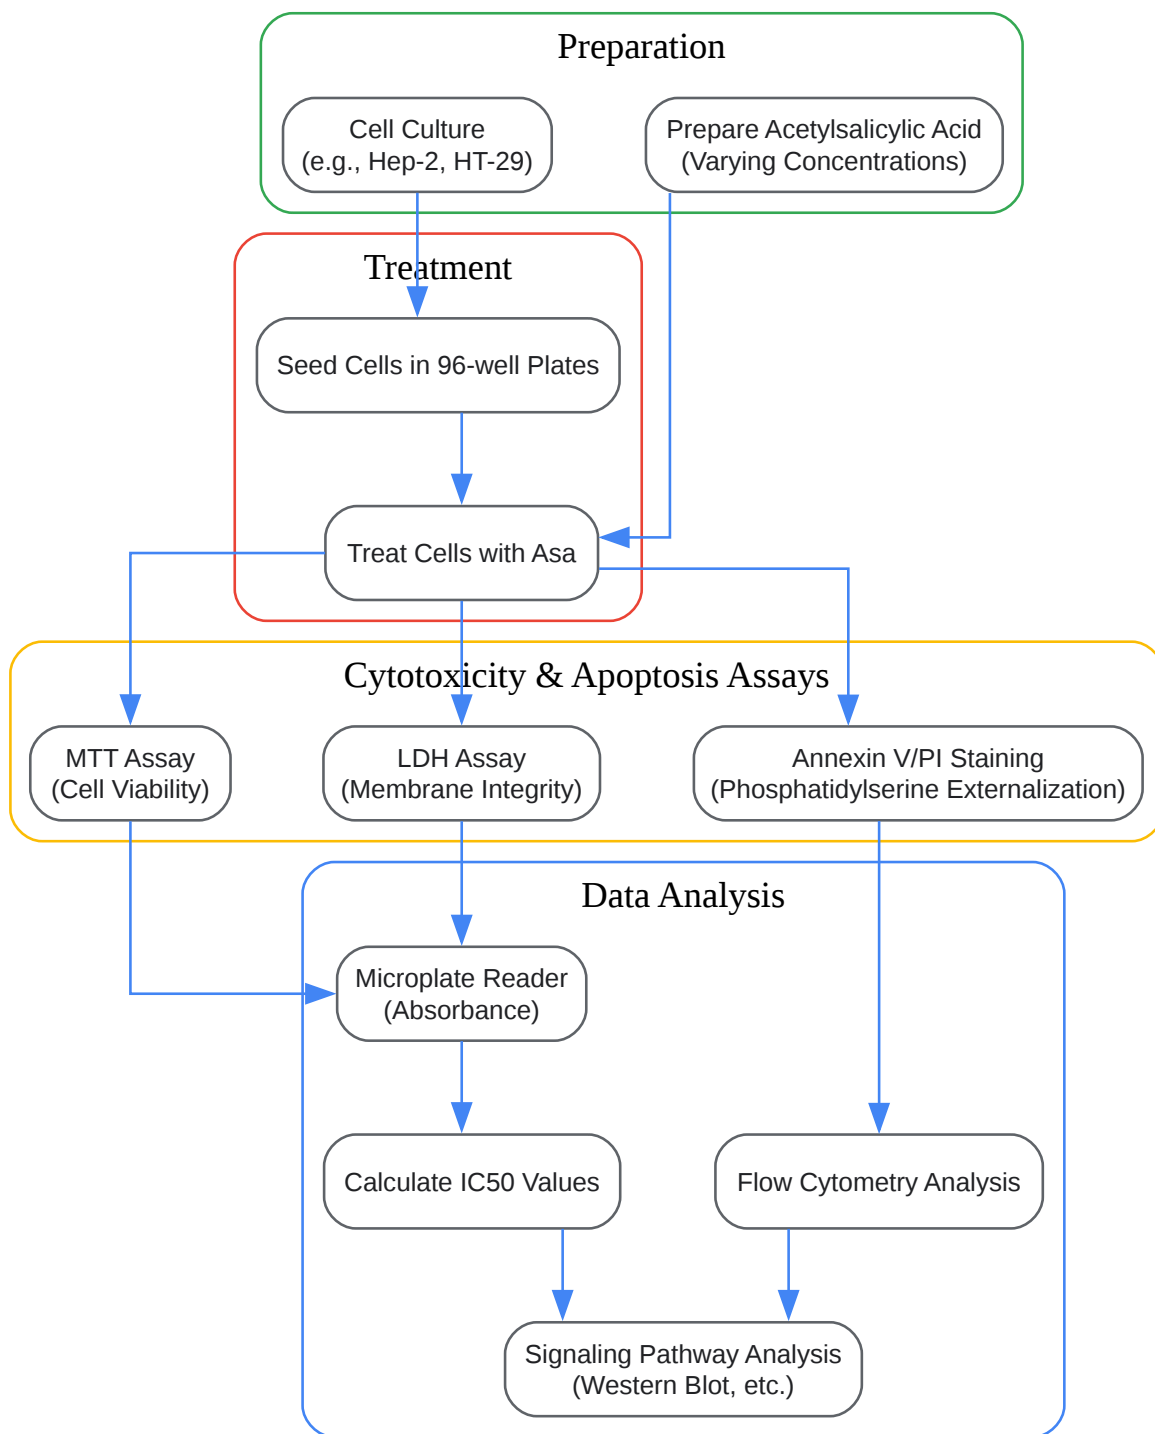 Preparation
Cell Culture
(e.g., Hep-2, HT-29)
Prepare Acetylsalicylic Acid
(Varying Concentrations)
Treatment
Seed Cells in 96-well Plates
Treat Cells with Asa
Cytotoxicity & Apoptosis Assays
MTT Assay
(Cell Viability)
LDH Assay
(Membrane Integrity)
Annexin V/PI Staining
(Phosphatidylserine Externalization)
Data Analysis
Microplate Reader
(Absorbance)
Calculate IC50 Values
Flow Cytometry Analysis
Signaling Pathway Analysis
(Western Blot, etc.)